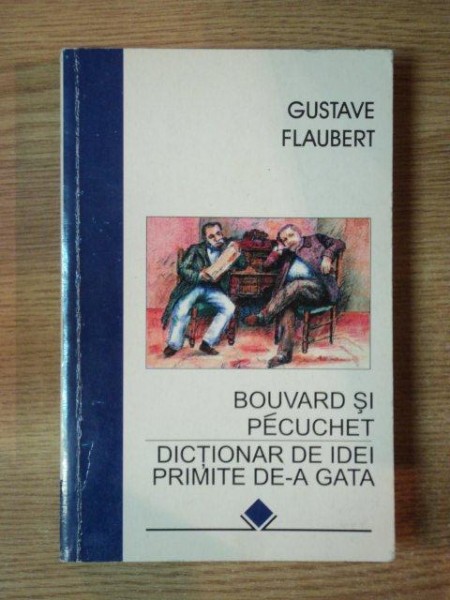 GUSTAVE
FLAUBERT
BOUVARD ȘI
PÉCUCHET
DICȚIONAR DE IDEI
PRIMITE DE-A GATA